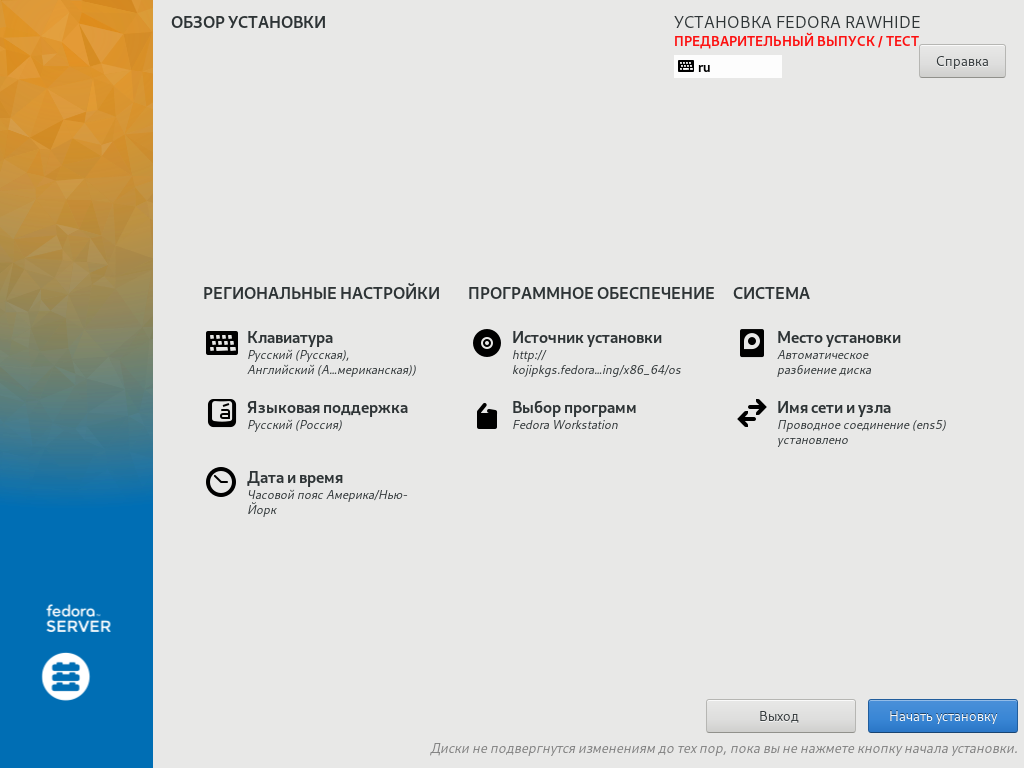 ОБЗОР УСТАНОВКИ
УСТАНОВКА FEDORA RAWHIDE
ПРЕДВАРИТЕЛЬНЫЙ ВЫПУСК / ТЕСТ
ru
Справка
РЕГИОНАЛЬНЫЕ НАСТРОЙКИ
Клавиатура
Русский (Русская),
Английский (А...мериканская))
Языковая поддержка
Русский (Россия)
Дата и время
Часовой пояс Америка/Нью-
Йорк
ПРОГРАММНОЕ ОБЕСПЕЧЕНИЕ
Источник установки
http://
kojipkgs.fedora...ing/x86_64/os
Выбор программ
Fedora Workstation
СИСТЕМА
Место установки
Автоматическое
разбиение диска
Имя сети и узла
Проводное соединение (ens5)
установлено
fedora™
SERVER
Выход
Начать установку
Диски не подвергнутся изменениям до тех пор, пока вы не нажмете кнопку начала установки.